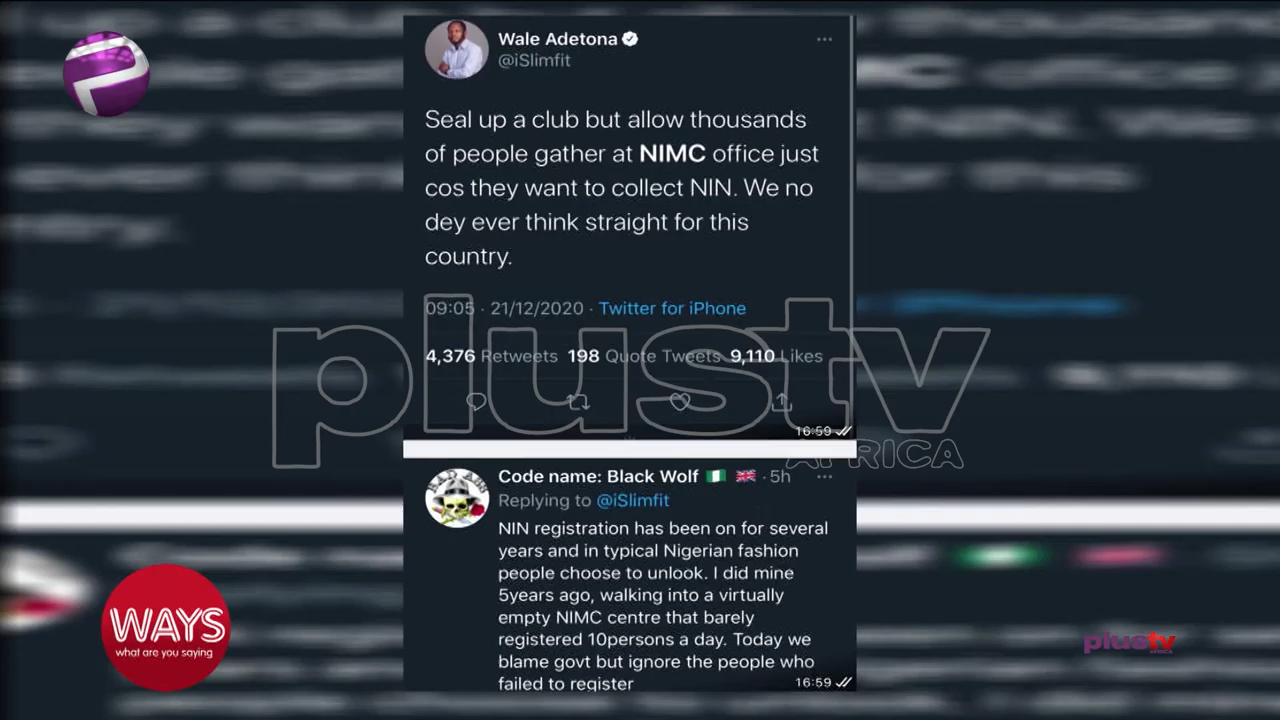 Wale Adetona
@iSlimfit
Seal up a club but allow thousands
of people gather at NIMC office just
cos they want to collect NIN. We no
dey ever think straight for this
country.
09:05 · 21/12/2020 · Twitter for iPhone
4,376 Retweets 198 Quote Tweets 9,110 Likes
16:59
plustv
AFRICA
Code name: Black Wolf 🇳🇬 🇬🇧 · 5h
Replying to @iSlimfit
NIN registration has been on for several
years and in typical Nigerian fashion
people choose to unlook. I did mine
5years ago, walking into a virtually
empty NIMC centre that barely
registered 10persons a day. Today we
blame govt but ignore the people who
failed to register
16:59
WAYS
what are you saying
plustv
AFRICA